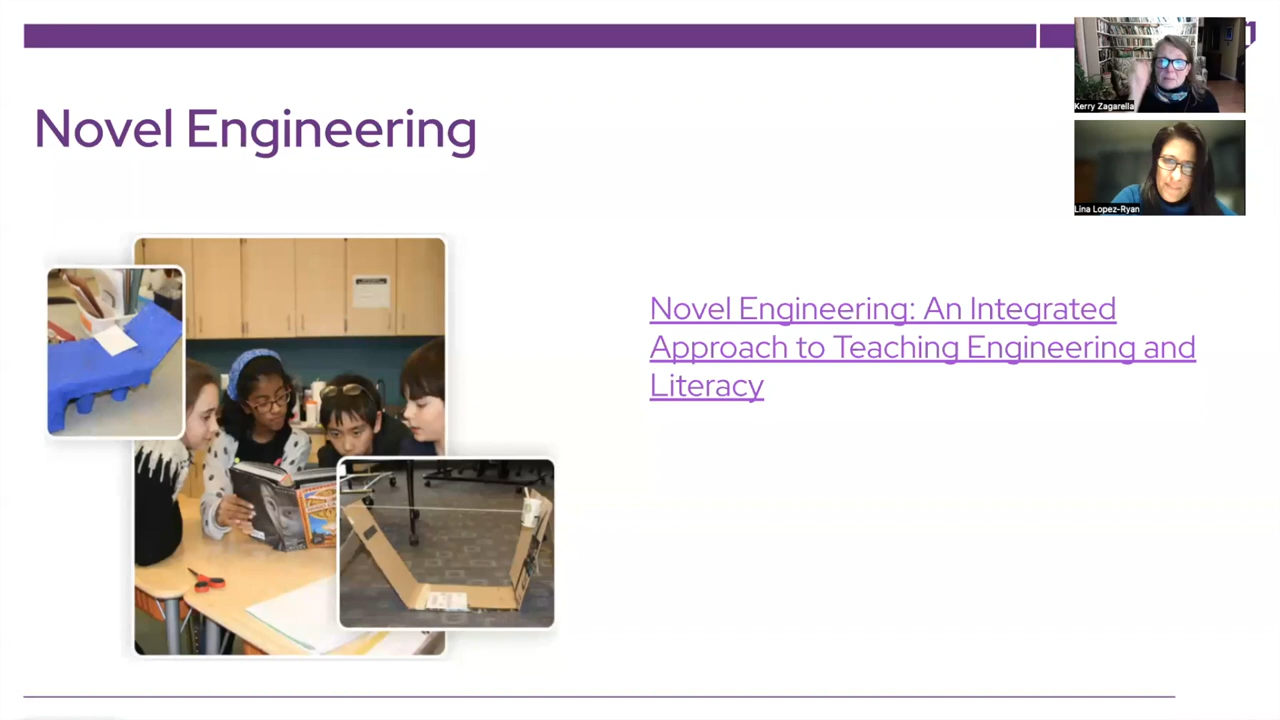 Novel Engineering
Kerry Zagarella
Lina Lopez-Ryan
Novel Engineering: An Integrated
Approach to Teaching Engineering and
Literacy